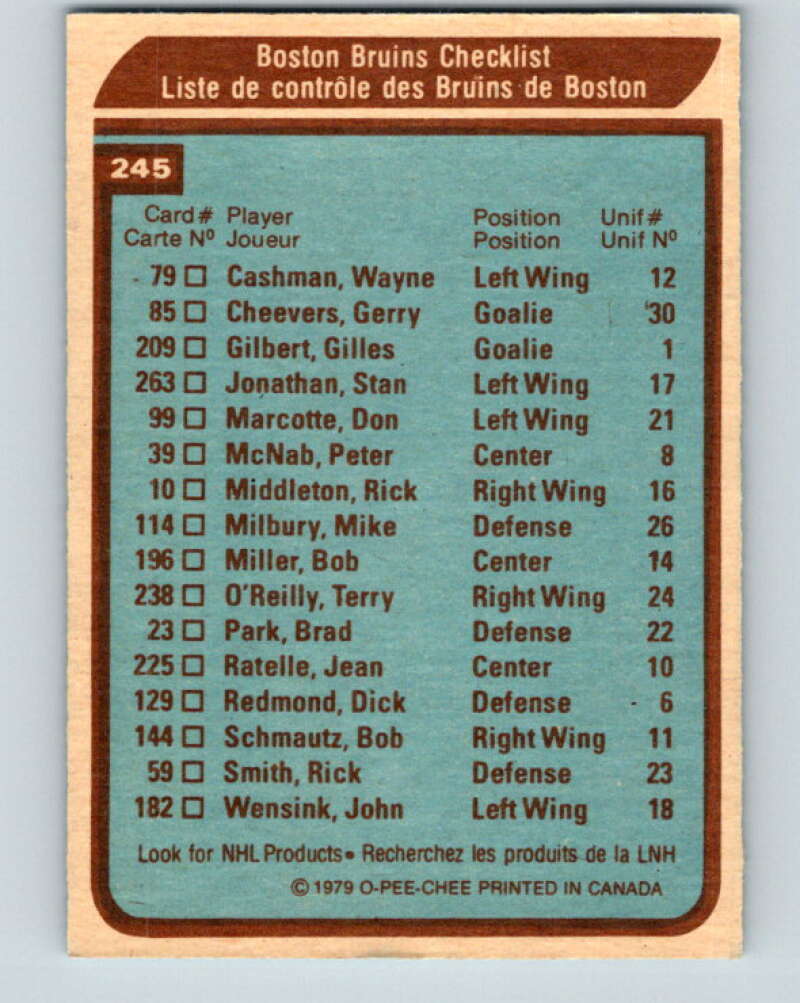 Boston Bruins Checklist
Liste de contrôle des Bruins de Boston
245
Card # Player Position Unif #
Carte Nº Joueur Position Unif Nº
79 □ Cashman, Wayne Left Wing 12
85 □ Cheevers, Gerry Goalie 30
209 □ Gilbert, Gilles Goalie 1
263 □ Jonathan, Stan Left Wing 17
99 □ Marcotte, Don Left Wing 21
39 □ McNab, Peter Center 8
10 □ Middleton, Rick Right Wing 16
114 □ Milbury, Mike Defense 26
196 □ Miller, Bob Center 14
238 □ O'Reilly, Terry Right Wing 24
23 □ Park, Brad Defense 22
225 □ Ratelle, Jean Center 10
129 □ Redmond, Dick Defense 6
144 □ Schmautz, Bob Right Wing 11
59 □ Smith, Rick Defense 23
182 □ Wensink, John Left Wing 18
Look for NHL Products • Recherchez les produits de la LNH
© 1979 O-PEE-CHEE PRINTED IN CANADA